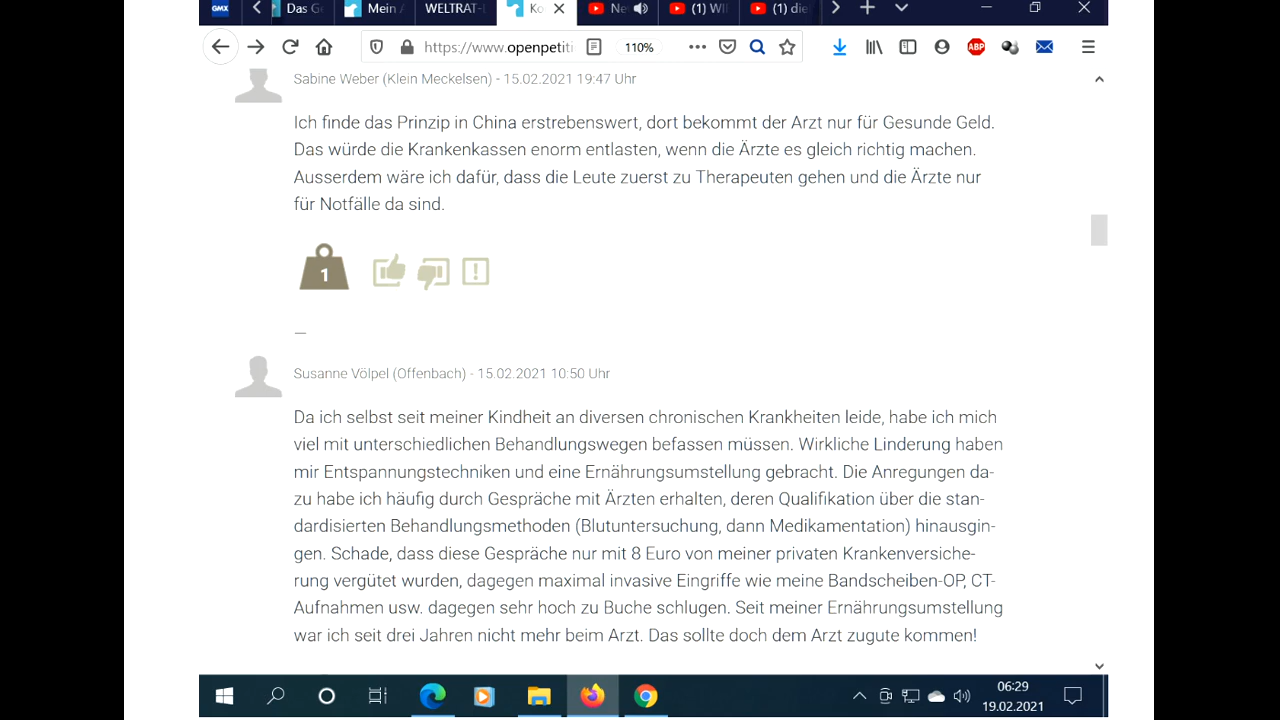 GMX
Das Ge
Mein A
WELTRAT-L
Ko
Ne
(1) WI
(1) die
https://www.openpetiti
110%
ABP
Sabine Weber (Klein Meckelsen) - 15.02.2021 19:47 Uhr
Ich finde das Prinzip in China erstrebenswert, dort bekommt der Arzt nur für Gesunde Geld.
Das würde die Krankenkassen enorm entlasten, wenn die Ärzte es gleich richtig machen.
Ausserdem wäre ich dafür, dass die Leute zuerst zu Therapeuten gehen und die Ärzte nur
für Notfälle da sind.
1
Susanne Völpel (Offenbach) - 15.02.2021 10:50 Uhr
Da ich selbst seit meiner Kindheit an diversen chronischen Krankheiten leide, habe ich mich
viel mit unterschiedlichen Behandlungswegen befassen müssen. Wirkliche Linderung haben
mir Entspannungstechniken und eine Ernährungsumstellung gebracht. Die Anregungen da-
zu habe ich häufig durch Gespräche mit Ärzten erhalten, deren Qualifikation über die stan-
dardisierten Behandlungsmethoden (Blutuntersuchung, dann Medikamentation) hinausgin-
gen. Schade, dass diese Gespräche nur mit 8 Euro von meiner privaten Krankenversiche-
rung vergütet wurden, dagegen maximal invasive Eingriffe wie meine Bandscheiben-OP, CT-
Aufnahmen usw. dagegen sehr hoch zu Buche schlugen. Seit meiner Ernährungsumstellung
war ich seit drei Jahren nicht mehr beim Arzt. Das sollte doch dem Arzt zugute kommen!
06:29
19.02.2021